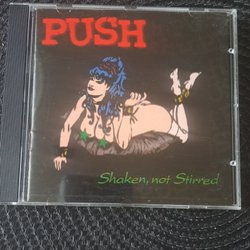 PUSH
Shaken, not Stirred